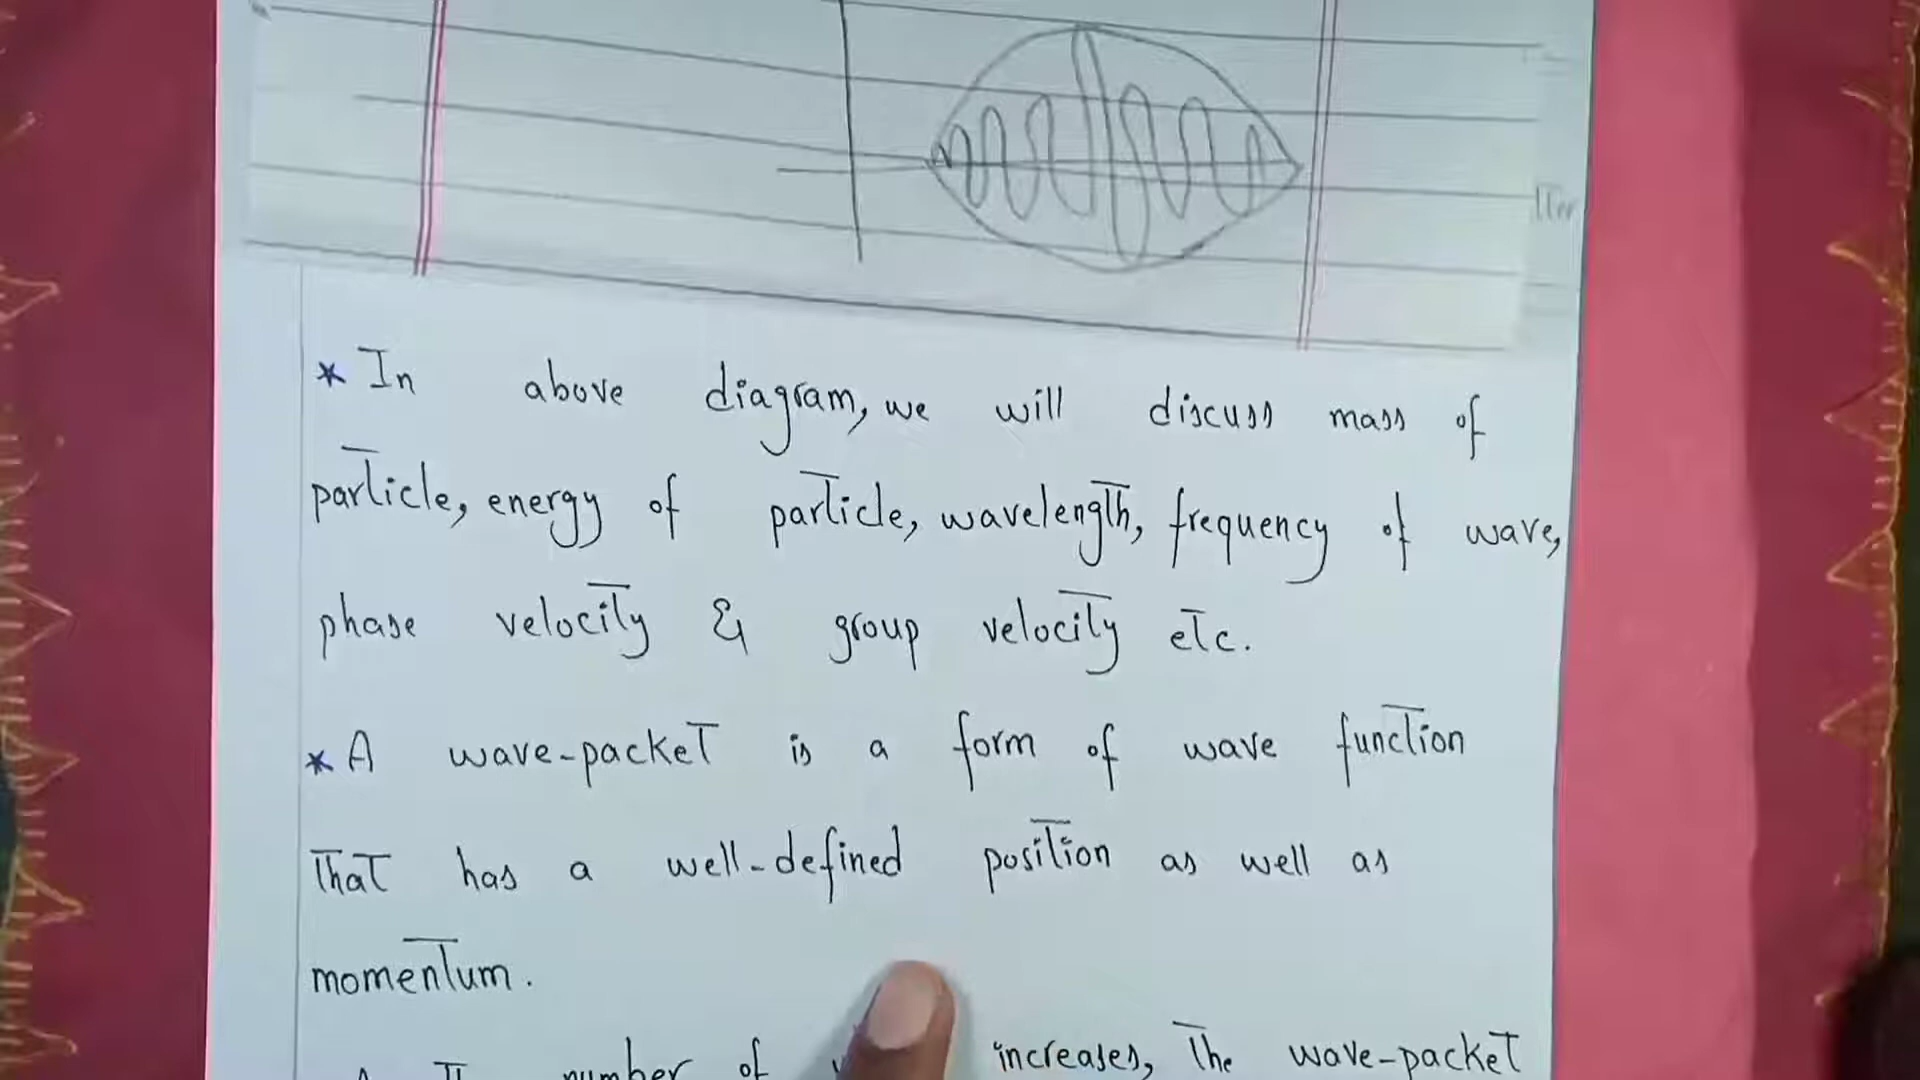 * In above diagram, we will discuss mass of
particle, energy of particle, wavelength, frequency of wave,
phase velocity & group velocity etc.
* A wave-packet is a form of wave function
that has a well-defined position as well as
momentum.
number of increases, the wave-packet